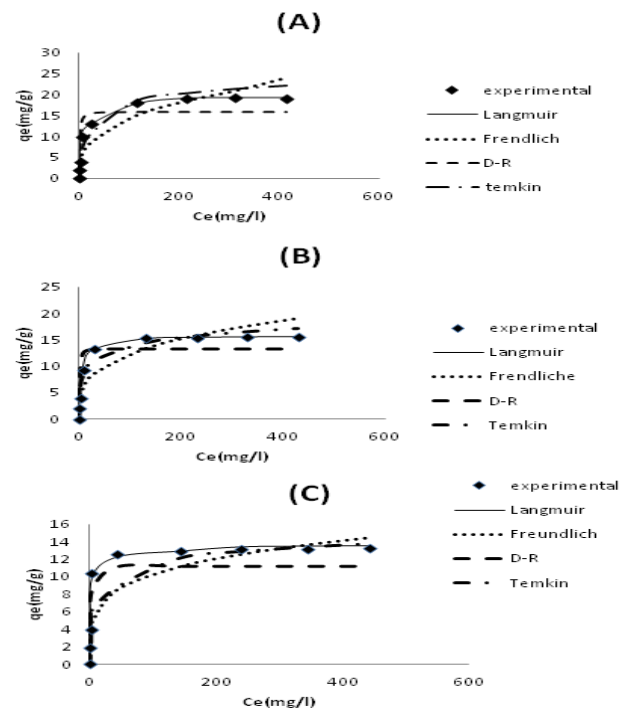 (A)
30
25
20
15
10
5
0
qe(mg/g)
0 200 400 600
Ce(mg/l)
experimental
Langmuir
Frendlich
D-R
temkin
(B)
25
20
15
10
5
0
qe(mg/g)
0 200 400 600
Ce(mg/l)
experimental
Langmuir
Frendliche
D-R
Temkin
(C)
16
14
12
10
8
6
4
2
0
qe(mg/g)
0 200 400 600
Ce(mg/l)
experimental
Langmuir
Freundlich
D-R
Temkin